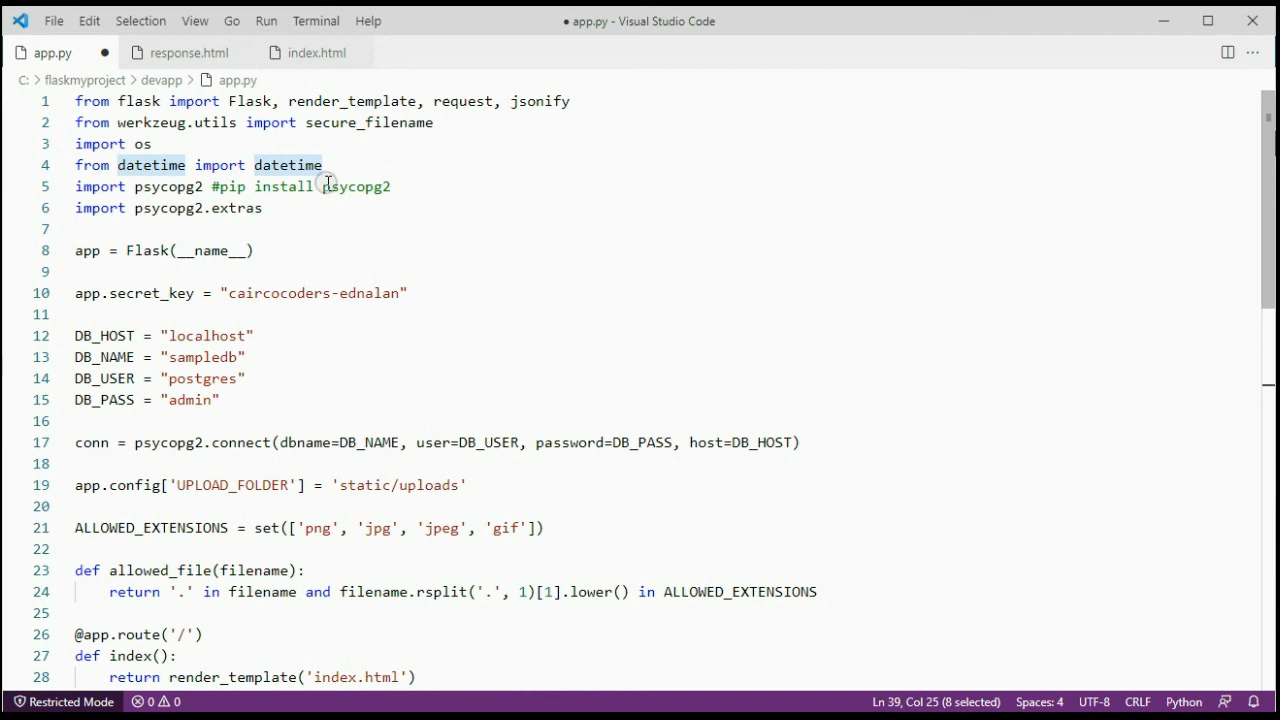 File Edit Selection View Go Run Terminal Help ● app.py - Visual Studio Code
app.py ● response.html index.html
C: > flaskmyproject > devapp > app.py
1 from flask import Flask, render_template, request, jsonify
2 from werkzeug.utils import secure_filename
3 import os
4 from datetime import datetime
5 import psycopg2 #pip install psycopg2
6 import psycopg2.extras
7
8 app = Flask(__name__)
9
10 app.secret_key = "caircocoders-ednalan"
11
12 DB_HOST = "localhost"
13 DB_NAME = "sampledb"
14 DB_USER = "postgres"
15 DB_PASS = "admin"
16
17 conn = psycopg2.connect(dbname=DB_NAME, user=DB_USER, password=DB_PASS, host=DB_HOST)
18
19 app.config['UPLOAD_FOLDER'] = 'static/uploads'
20
21 ALLOWED_EXTENSIONS = set(['png', 'jpg', 'jpeg', 'gif'])
22
23 def allowed_file(filename):
24 return '.' in filename and filename.rsplit('.', 1)[1].lower() in ALLOWED_EXTENSIONS
25
26 @app.route('/')
27 def index():
28 return render_template('index.html')
Restricted Mode 0 0 Ln 39, Col 25 (8 selected) Spaces: 4 UTF-8 CRLF Python